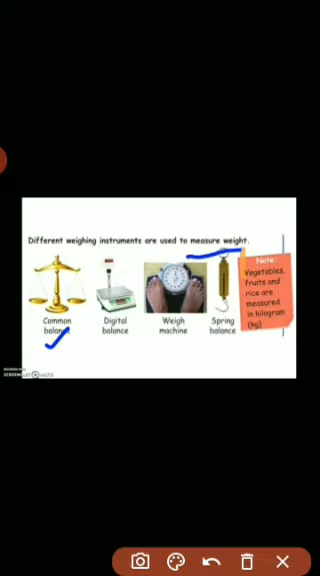 Different weighing instruments are used to measure weight.
Note:
Vegetables,
fruits and
rice are
measured
in kilogram
(kg)
Common
balance
Digital
balance
Weigh
machine
Spring
balance